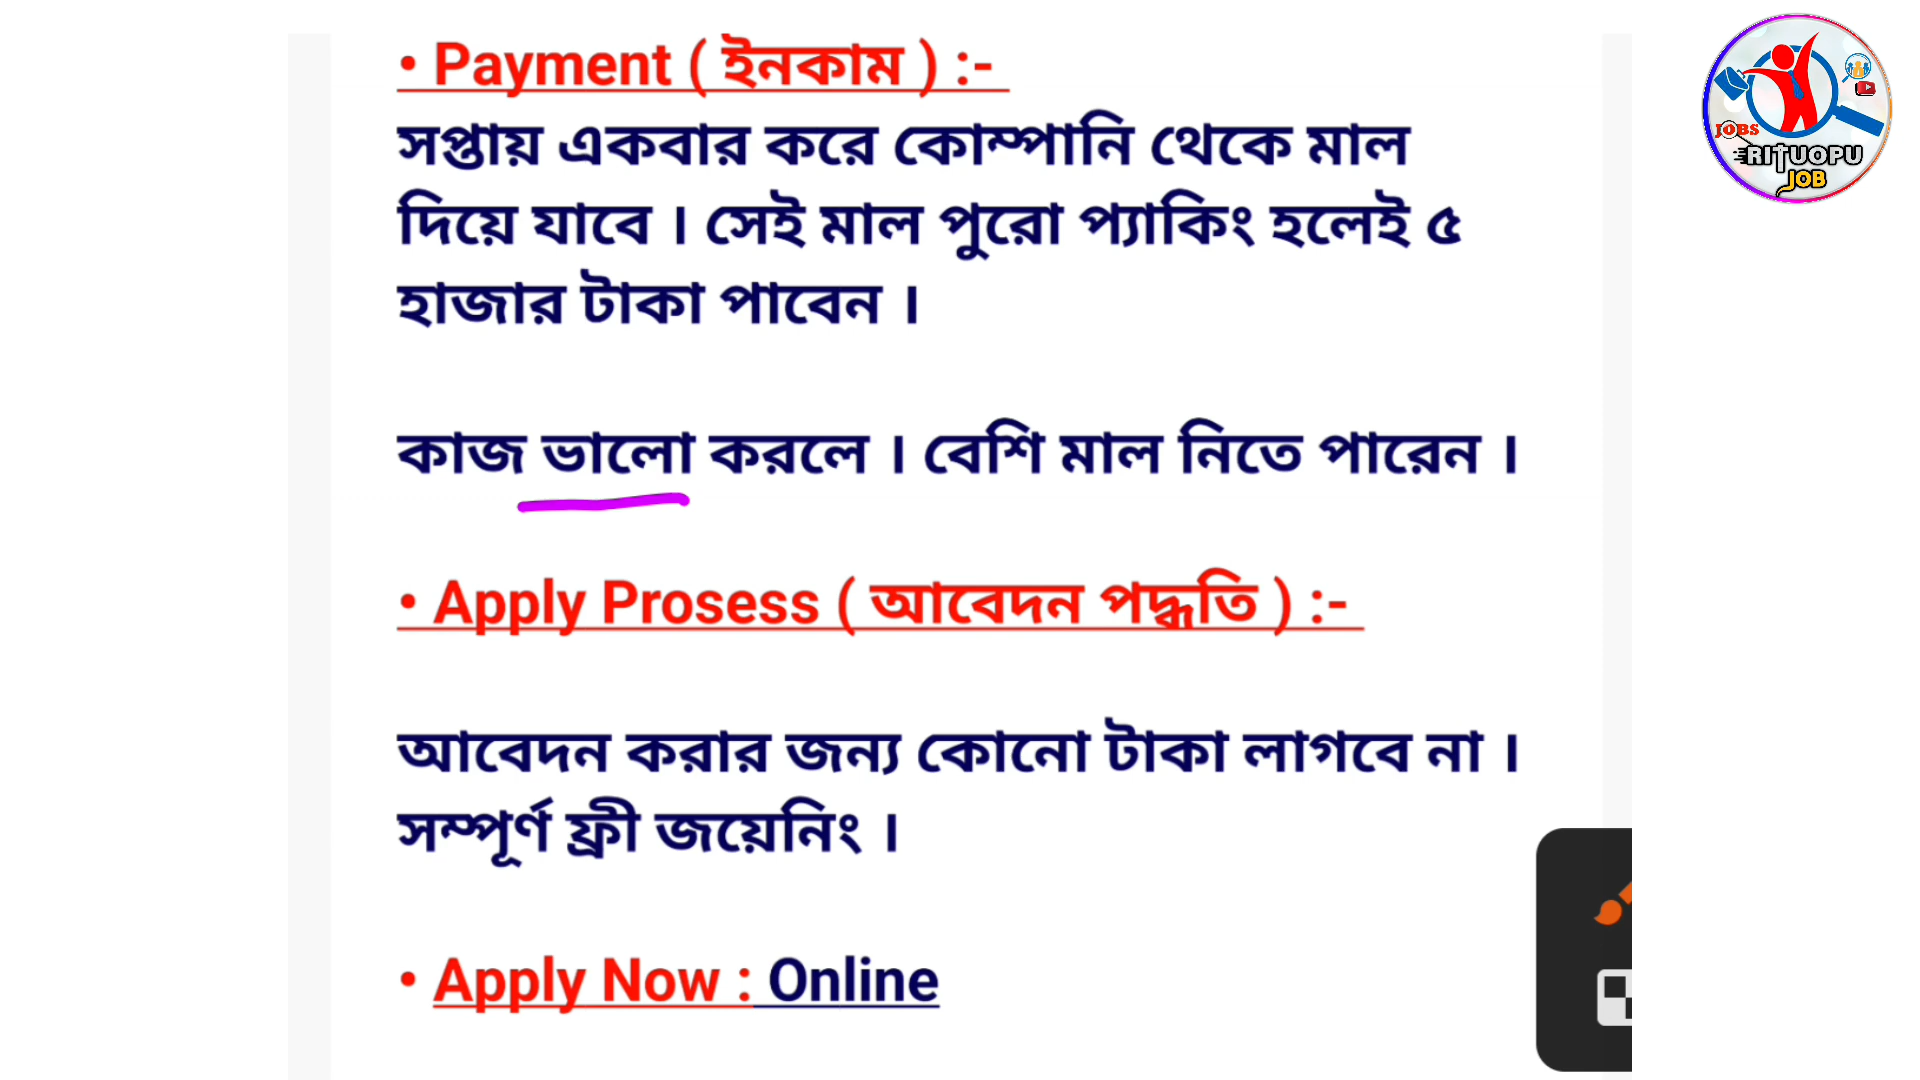 • Payment ( ইনকাম ) :-
সপ্তায় একবার করে কোম্পানি থেকে মাল
দিয়ে যাবে । সেই মাল পুরো প্যাকিং হলেই ৫
হাজার টাকা পাবেন ।
কাজ ভালো করলে । বেশি মাল নিতে পারেন ।
• Apply Prosess ( আবেদন পদ্ধতি ) :-
আবেদন করার জন্য কোনো টাকা লাগবে না ।
সম্পূর্ণ ফ্রী জয়েনিং ।
• Apply Now : Online
JOBS
RITUOPU
JOB